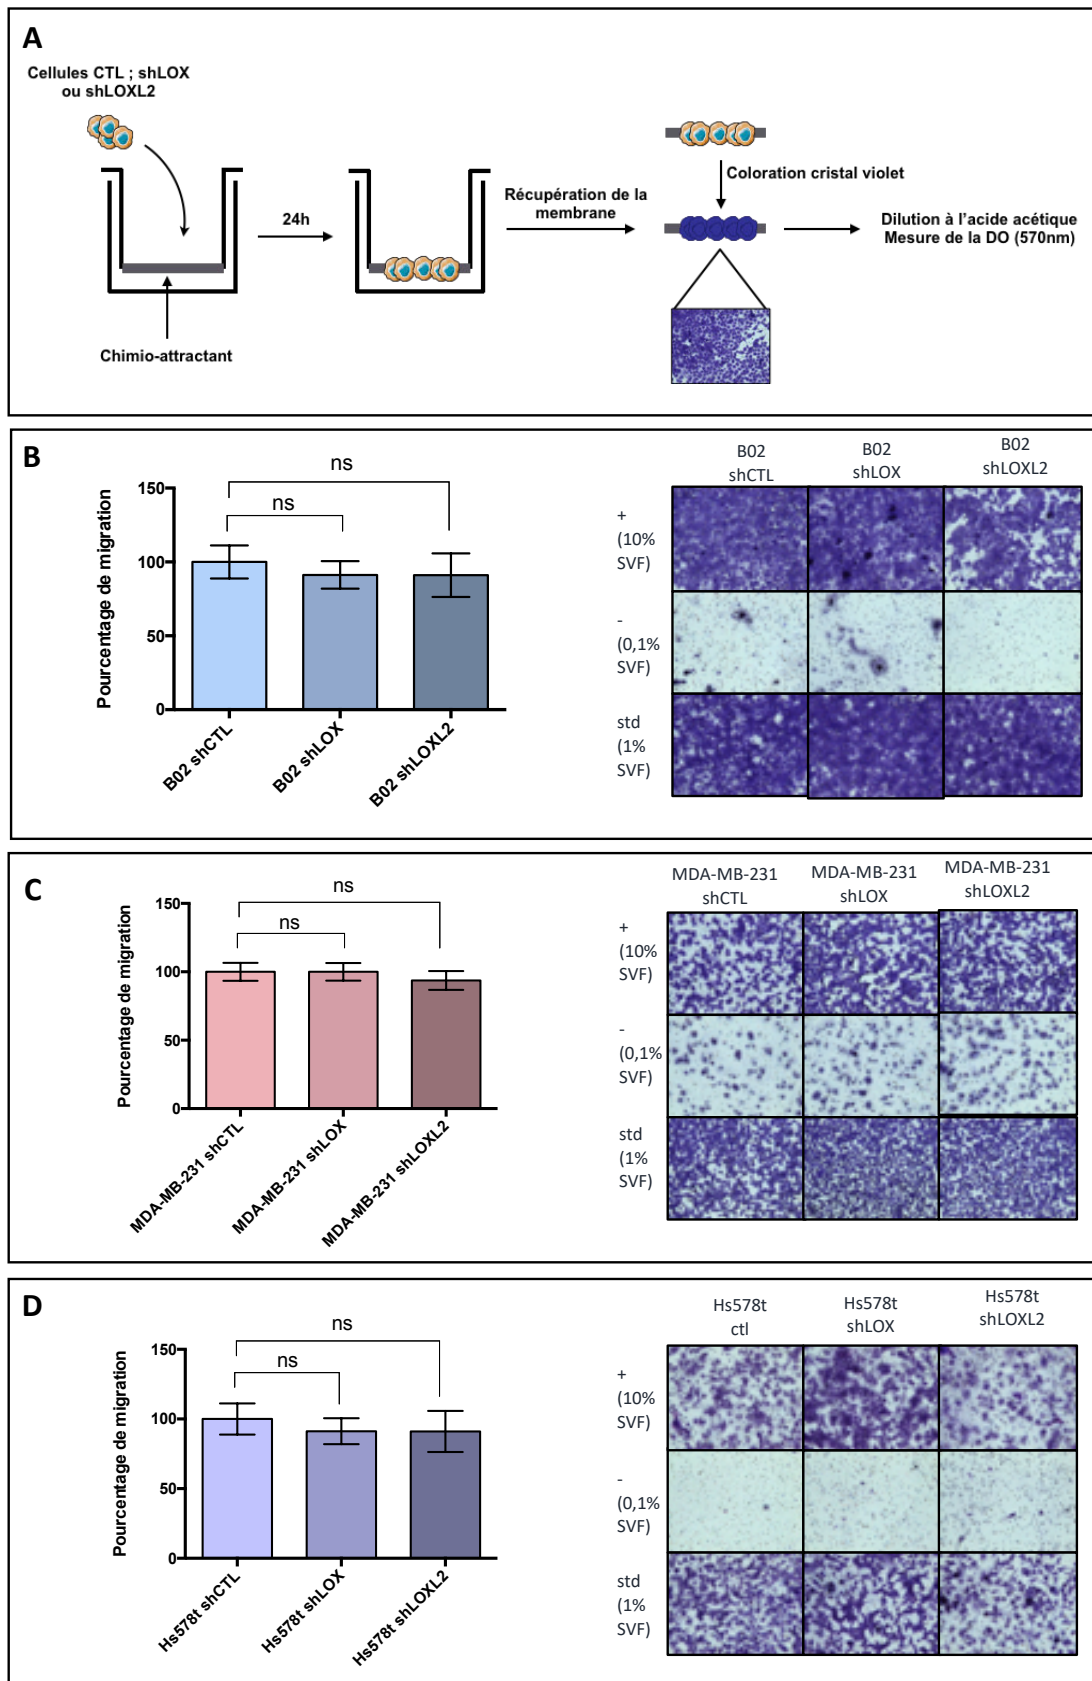 A
Cellules CTL ; shLOX
ou shLOXL2
24h
Récupération de la
membrane
Coloration cristal violet
Dilution à l'acide acétique
Mesure de la DO (570nm)
Chimio-attractant
B
ns
ns
Pourcentage de migration
150
100
50
0
B02 shCTL
B02 shLOX
B02 shLOXL2
B02
shCTL
B02
shLOX
B02
shLOXL2
+
(10%
SVF)
-
(0,1%
SVF)
std
(1%
SVF)
C
ns
ns
Pourcentage de migration
150
100
50
0
MDA-MB-231 shCTL
MDA-MB-231 shLOX
MDA-MB-231 shLOXL2
MDA-MB-231
shCTL
MDA-MB-231
shLOX
MDA-MB-231
shLOXL2
+
(10%
SVF)
-
(0,1%
SVF)
std
(1%
SVF)
D
ns
ns
Pourcentage de migration
150
100
50
0
Hs578t shCTL
Hs578t shLOX
Hs578t shLOXL2
Hs578t
ctl
Hs578t
shLOX
Hs578t
shLOXL2
+
(10%
SVF)
-
(0,1%
SVF)
std
(1%
SVF)